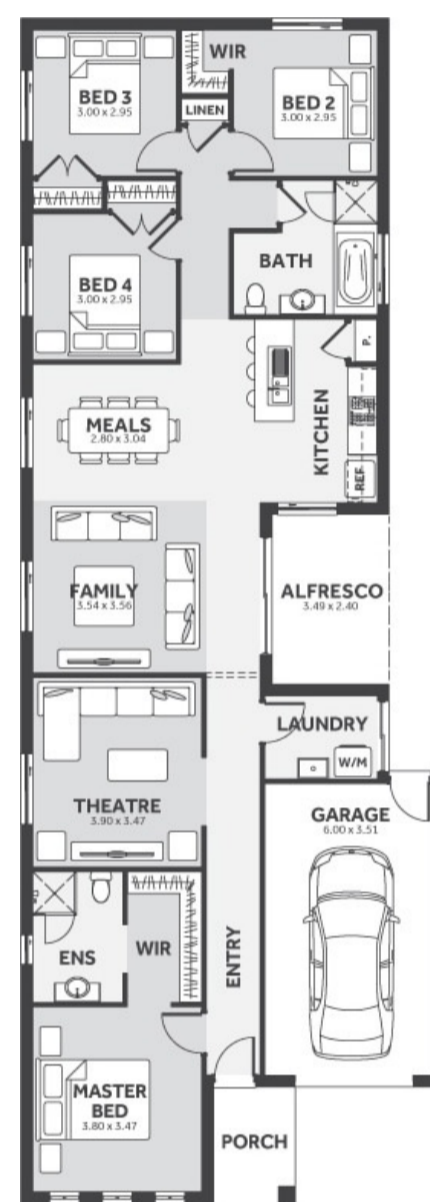 WIR
BED 3
3.00 x 2.95
BED 2
3.00 x 2.95
LINEN
BATH
BED 4
3.00 x 2.95
P.
KITCHEN
MEALS
2.80 x 3.04
REF
FAMILY
3.54 x 3.56
ALFRESCO
3.49 x 2.40
LAUNDRY
W/M
THEATRE
3.90 x 3.47
GARAGE
6.00 x 3.51
ENS
WIR
ENTRY
MASTER
BED
3.80 x 3.47
PORCH